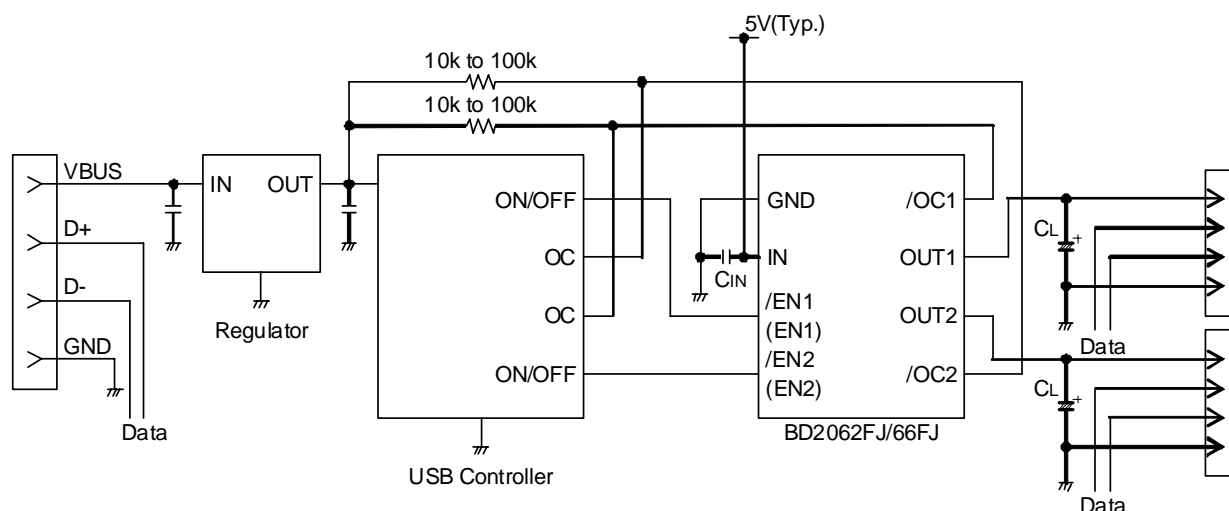 5V(Typ.)
10k to 100k
10k to 100k
VBUS
IN
OUT
D+
D-
GND
Regulator
Data
ON/OFF
OC
OC
ON/OFF
USB Controller
GND
IN
CIN
/EN1
(EN1)
/EN2
(EN2)
/OC1
OUT1
OUT2
/OC2
BD2062FJ/66FJ
CL
+
Data
CL
+
Data